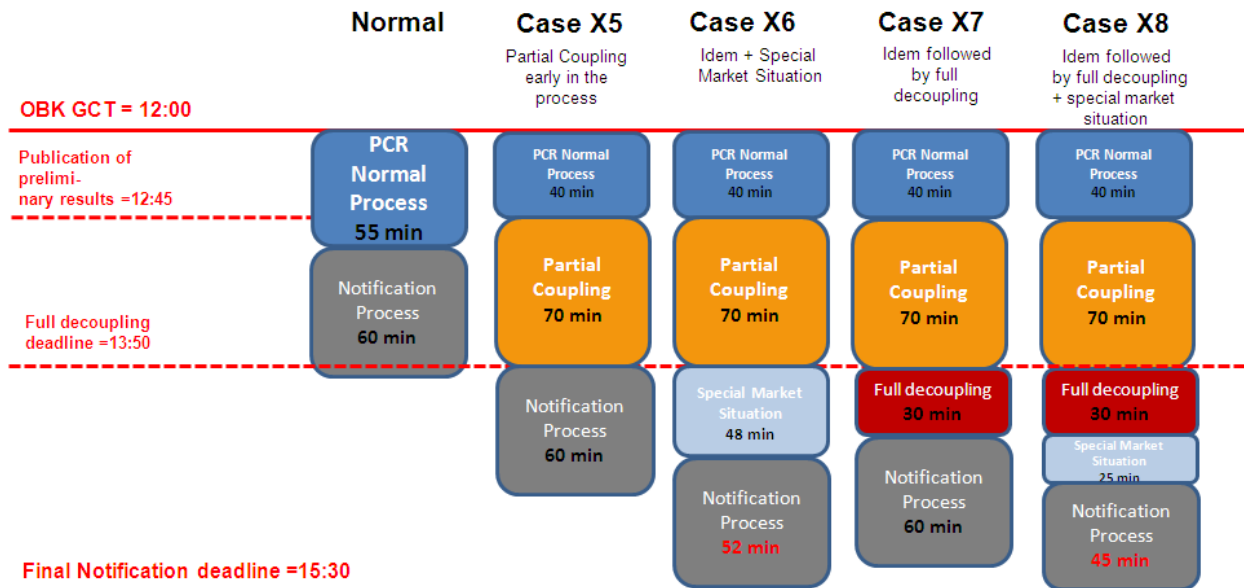 Normal
Case X5
Case X6
Case X7
Case X8
Partial Coupling
early in the
process
Idem + Special
Market Situation
Idem followed
by full
decoupling
Idem followed
by full decoupling
+ special market
situation
OBK GCT = 12:00
Publication of
prelimi-
nary results =12:45
Full decoupling
deadline =13:50
Final Notification deadline =15:30
PCR
Normal
Process
55 min
Notification
Process
60 min
PCR Normal
Process
40 min
Partial
Coupling
70 min
Notification
Process
60 min
PCR Normal
Process
40 min
Partial
Coupling
70 min
Special Market
Situation
48 min
Notification
Process
52 min
PCR Normal
Process
40 min
Partial
Coupling
70 min
Full decoupling
30 min
Notification
Process
60 min
PCR Normal
Process
40 min
Partial
Coupling
70 min
Full decoupling
30 min
Special Market
Situation
25 min
Notification
Process
45 min